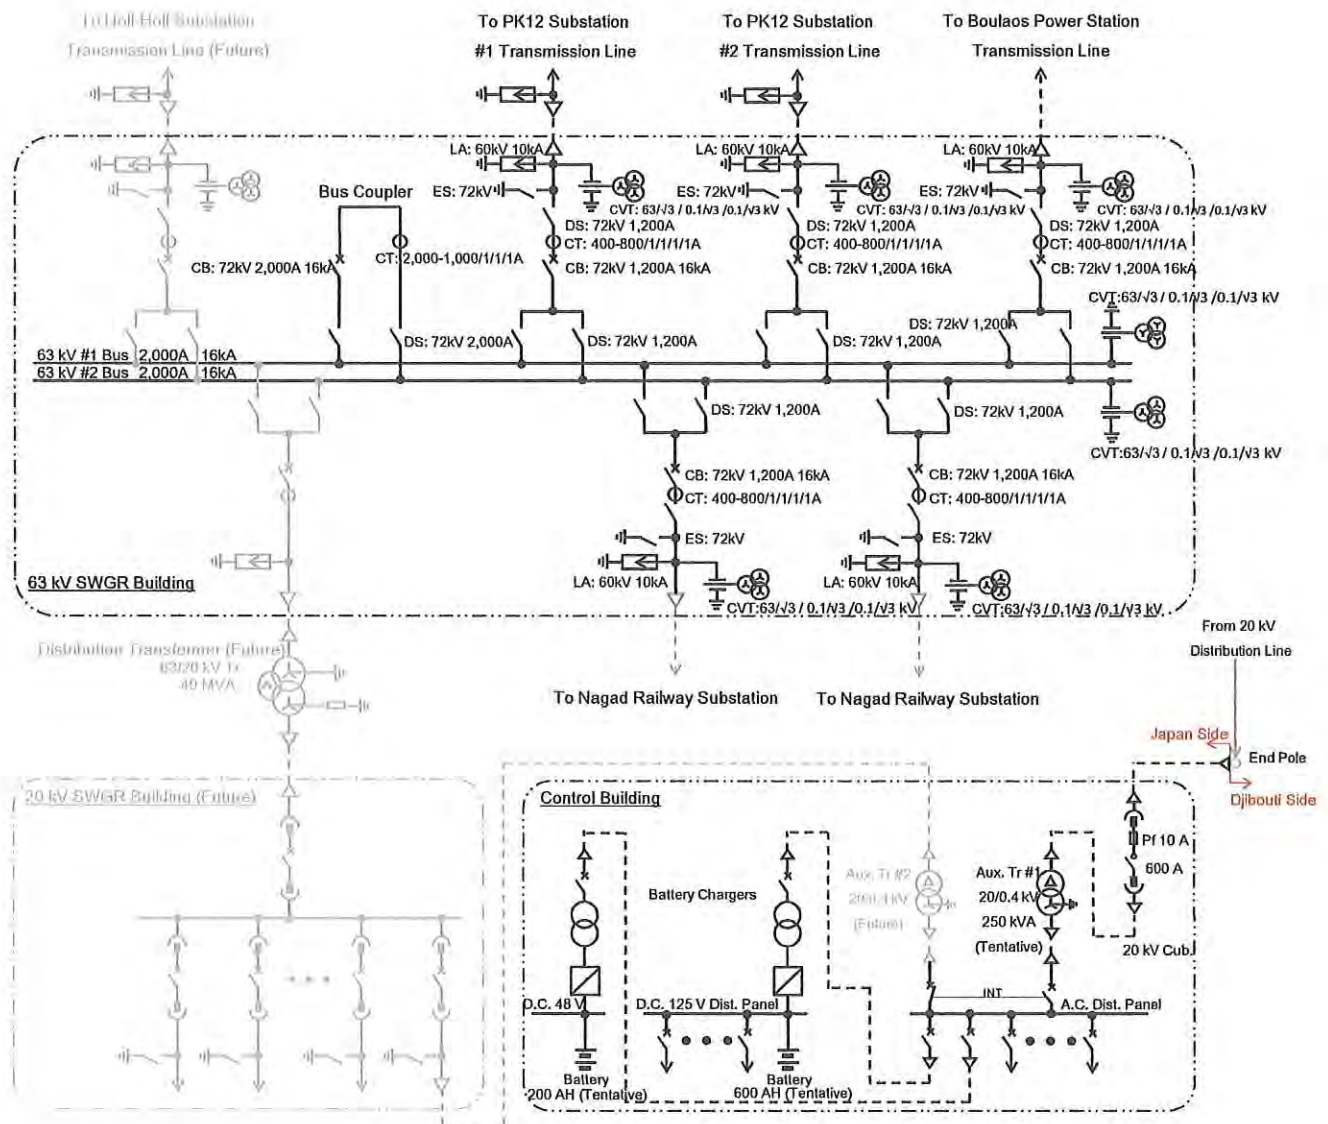 To Holl-Holl Substation
Transmission Line (Future)
To PK12 Substation
#1 Transmission Line
To PK12 Substation
#2 Transmission Line
To Boulaos Power Station
Transmission Line
LA: 60kV 10kA
LA: 60kV 10kA
LA: 60kV 10kA
ES: 72kV
ES: 72kV
ES: 72kV
Bus Coupler
CVT: 63/√3 / 0.1/√3 /0.1/√3 kV
CVT: 63/√3 / 0.1/√3 /0.1/√3 kV
CVT: 63/√3 / 0.1/√3 /0.1/√3 kV
DS: 72kV 1,200A
DS: 72kV 1,200A
DS: 72kV 1,200A
CT: 400-800/1/1/1/1A
CT: 400-800/1/1/1/1A
CT: 400-800/1/1/1/1A
CB: 72kV 2,000A 16kA
CT: 2,000-1,000/1/1/1A
CB: 72kV 1,200A 16kA
CB: 72kV 1,200A 16kA
CB: 72kV 1,200A 16kA
CVT:63/√3 / 0.1/√3 /0.1/√3 kV
DS: 72kV 2,000A
DS: 72kV 1,200A
DS: 72kV 1,200A
DS: 72kV 1,200A
63 kV #1 Bus 2,000A 16kA
63 kV #2 Bus 2,000A 16kA
DS: 72kV 1,200A
DS: 72kV 1,200A
CVT:63/√3 / 0.1/√3 /0.1/√3 kV
CB: 72kV 1,200A 16kA
CB: 72kV 1,200A 16kA
CT: 400-800/1/1/1/1A
CT: 400-800/1/1/1/1A
ES: 72kV
ES: 72kV
63 kV SWGR Building
LA: 60kV 10kA
LA: 60kV 10kA
CVT:63/√3 / 0.1/√3 /0.1/√3 kV
CVT:63/√3 / 0.1/√3 /0.1/√3 kV
From 20 kV
Distribution Line
Distribution Transformer (Future)
63/20 kV Tr
40 MVA
To Nagad Railway Substation
To Nagad Railway Substation
Japan Side
End Pole
Djibouti Side
20 kV SWGR Building (Future)
Control Building
Pf 10 A
600 A
Battery Chargers
Aux. Tr #2
20/0.4 kV
(Future)
Aux. Tr #1
20/0.4 kV
250 kVA
(Tentative)
20 kV Cub.
INT
D.C. 48 V
D.C. 125 V Dist. Panel
A.C. Dist. Panel
Battery
200 AH (Tentative)
Battery
600 AH (Tentative)